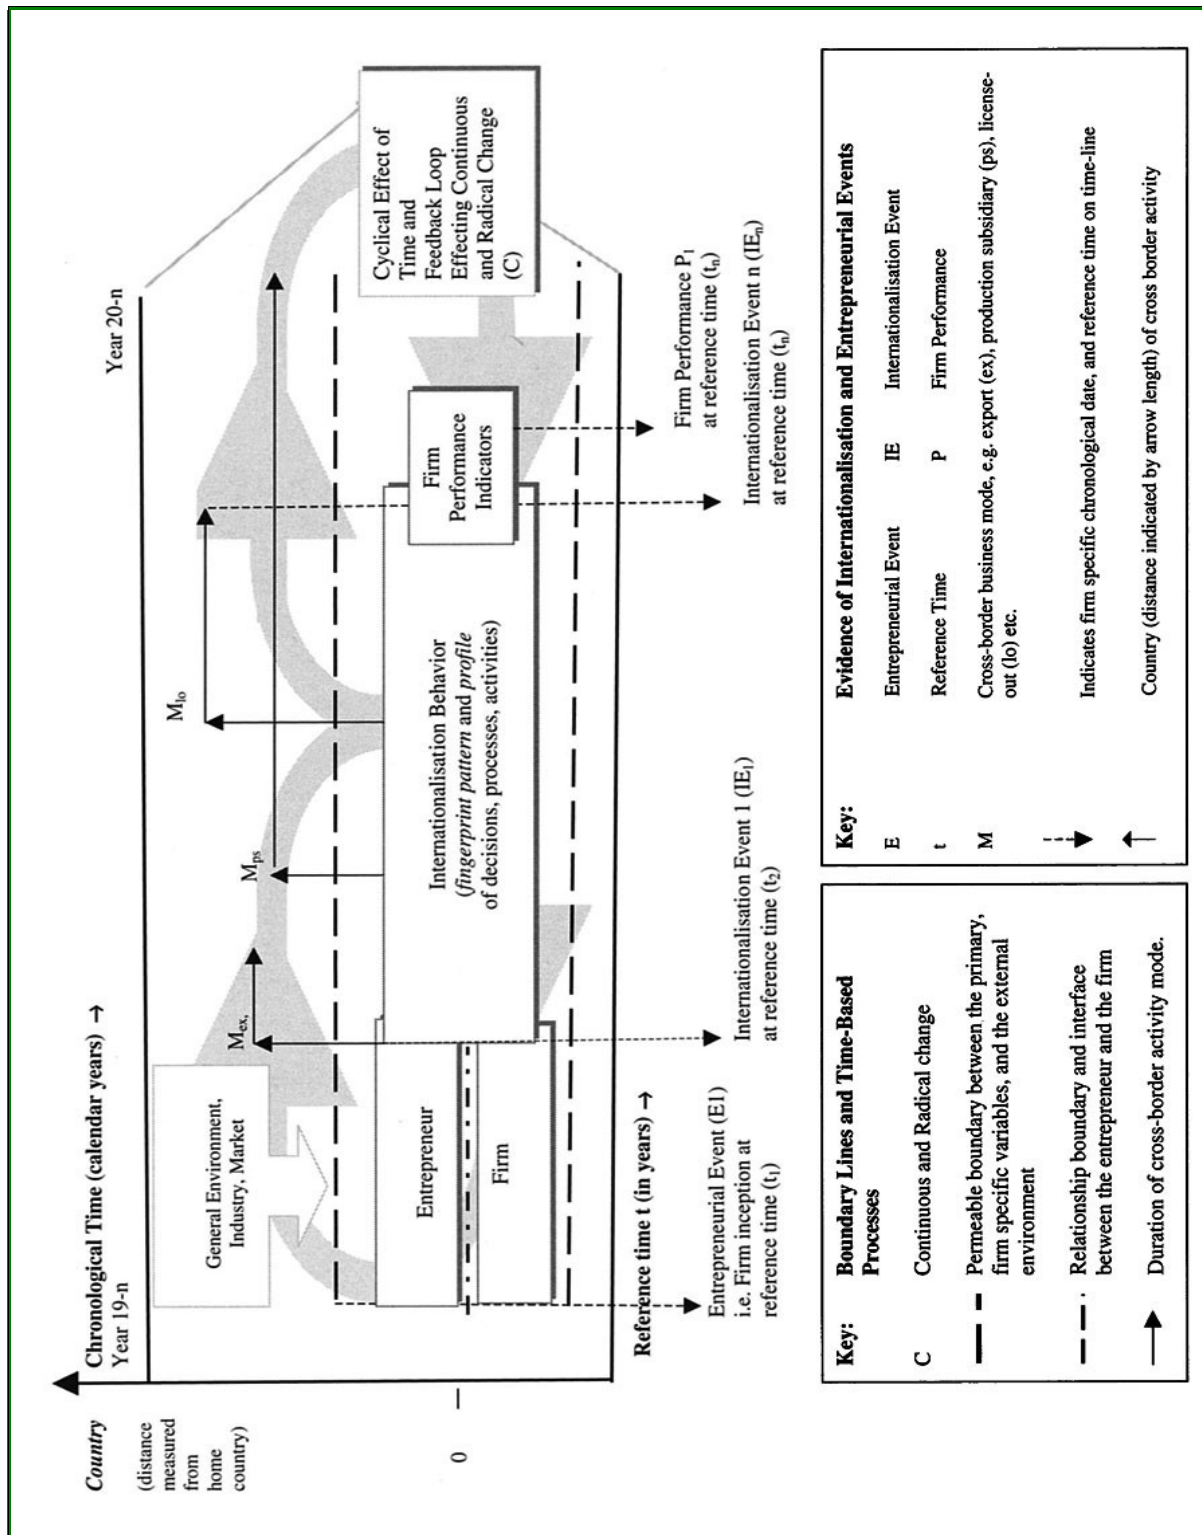 Country
(distance
measured
from
home
country)
0
Chronological Time (calendar years) →
Year 19-n
Year 20-n
General Environment,
Industry, Market
M_ex,
M_ps
M_lo
Entrepreneur
Firm
Internationalisation Behavior
(fingerprint pattern and profile
of decisions, processes, activities)
Firm
Performance
Indicators
Cyclical Effect of
Time and
Feedback Loop
Effecting Continuous
and Radical Change
(C)
Reference time t (in years) →
Entrepreneurial Event (E1)
i.e. Firm inception at
reference time (t₁)
Internationalisation Event 1 (IE₁)
at reference time (t₂)
Firm Performance P₁
at reference time (tₙ)
Internationalisation Event n (IEₙ)
at reference time (tₙ)
Key: Boundary Lines and Time-Based
Processes
C Continuous and Radical change
Permeable boundary between the primary,
firm specific variables, and the external
environment
Relationship boundary and interface
between the entrepreneur and the firm
Duration of cross-border activity mode.
Key: Evidence of Internationalisation and Entrepreneurial Events
E Entrepreneurial Event IE Internationalisation Event
t Reference Time P Firm Performance
M Cross-border business mode, e.g. export (ex), production subsidiary (ps), license-
out (lo) etc.
Indicates firm specific chronological date, and reference time on time-line
Country (distance indicated by arrow length) of cross border activity